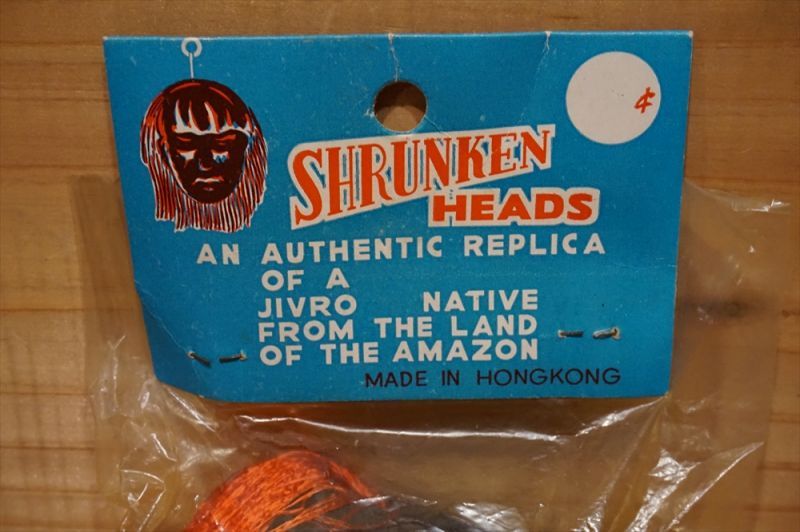 ¢
SHRUNKEN
HEADS
AN AUTHENTIC REPLICA
OF A
JIVRO NATIVE
FROM THE LAND
OF THE AMAZON
MADE IN HONGKONG